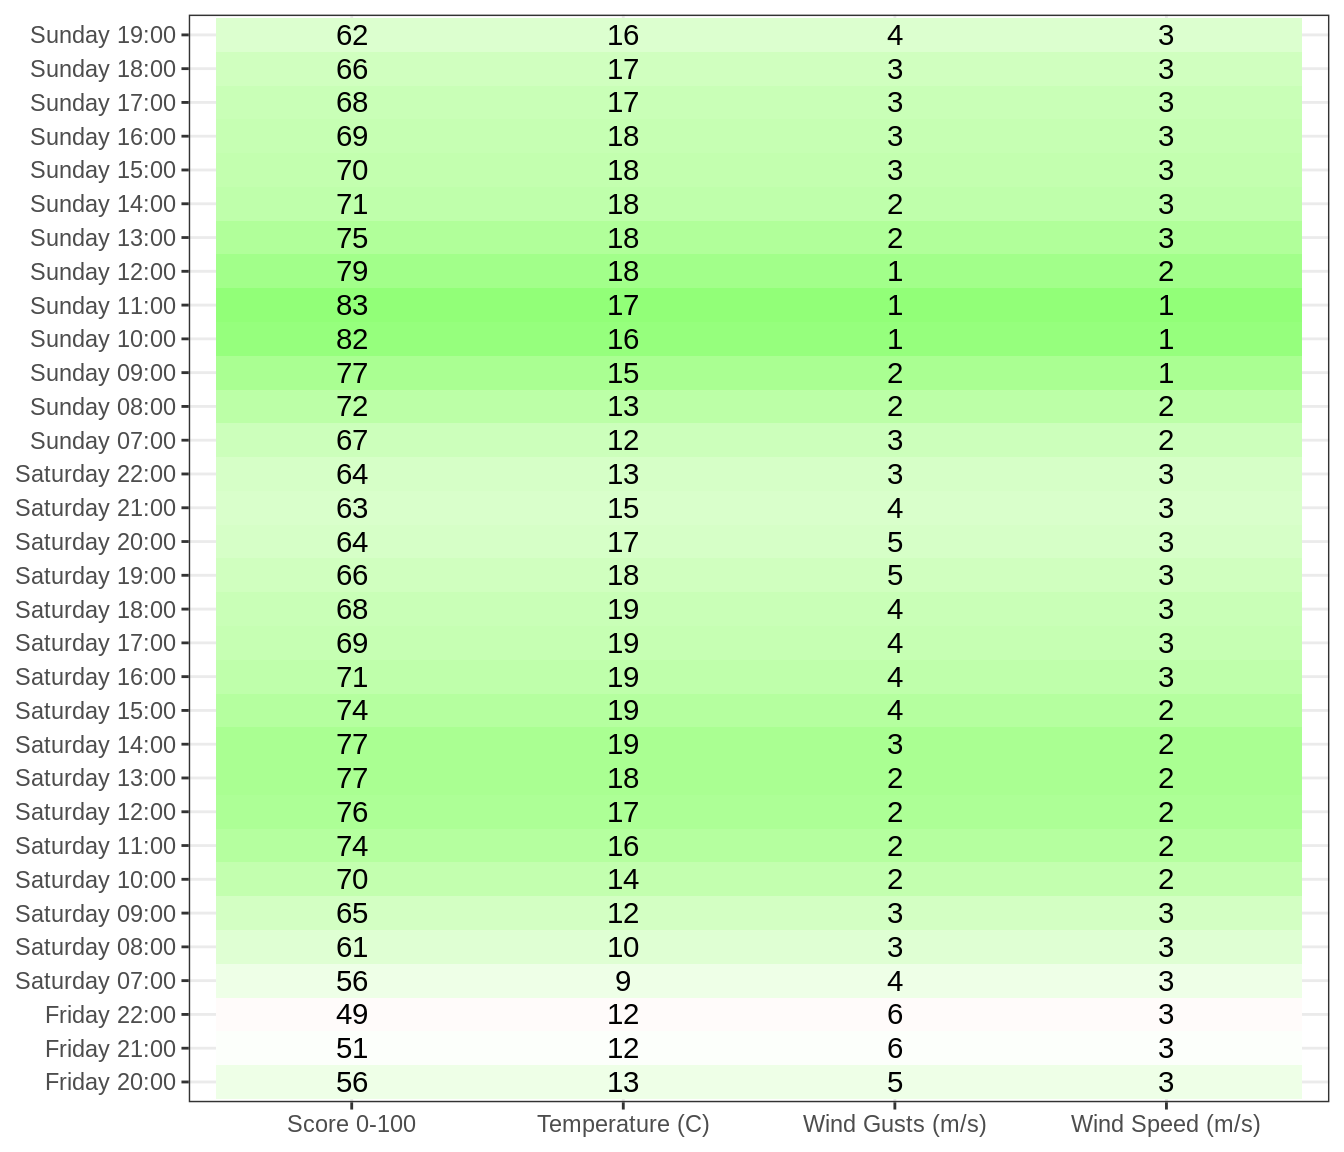 Sunday 19:00 62 16 4 3
Sunday 18:00 66 17 3 3
Sunday 17:00 68 17 3 3
Sunday 16:00 69 18 3 3
Sunday 15:00 70 18 3 3
Sunday 14:00 71 18 2 3
Sunday 13:00 75 18 2 3
Sunday 12:00 79 18 1 2
Sunday 11:00 83 17 1 1
Sunday 10:00 82 16 1 1
Sunday 09:00 77 15 2 1
Sunday 08:00 72 13 2 2
Sunday 07:00 67 12 3 2
Saturday 22:00 64 13 3 3
Saturday 21:00 63 15 4 3
Saturday 20:00 64 17 5 3
Saturday 19:00 66 18 5 3
Saturday 18:00 68 19 4 3
Saturday 17:00 69 19 4 3
Saturday 16:00 71 19 4 3
Saturday 15:00 74 19 4 2
Saturday 14:00 77 19 3 2
Saturday 13:00 77 18 2 2
Saturday 12:00 76 17 2 2
Saturday 11:00 74 16 2 2
Saturday 10:00 70 14 2 2
Saturday 09:00 65 12 3 3
Saturday 08:00 61 10 3 3
Saturday 07:00 56 9 4 3
Friday 22:00 49 12 6 3
Friday 21:00 51 12 6 3
Friday 20:00 56 13 5 3
Score 0-100 Temperature (C) Wind Gusts (m/s) Wind Speed (m/s)